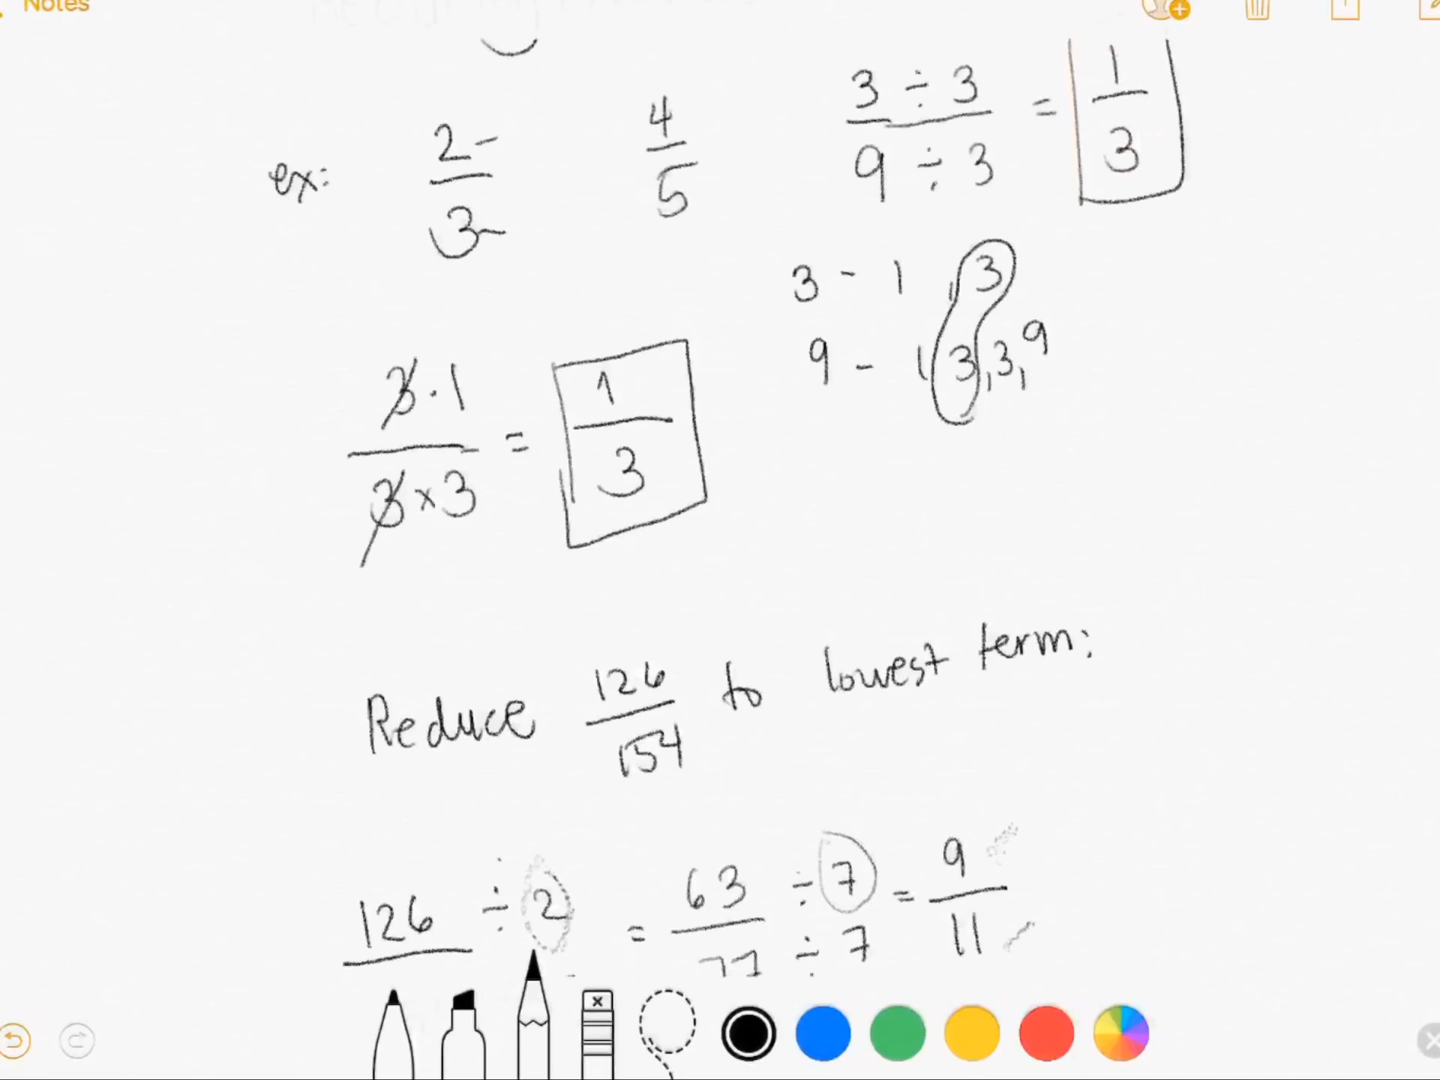 Notes
ex: 2/3 4/5 3 ÷ 3 / 9 ÷ 3 = 1/3
3 - 1, 3
9 - 1, 3, 3, 9
3 · 1 / 3 × 3 = 1/3
Reduce 126/154 to lowest term:
126 ÷ 2 = 63 ÷ 7 / 77 ÷ 7 = 9/11